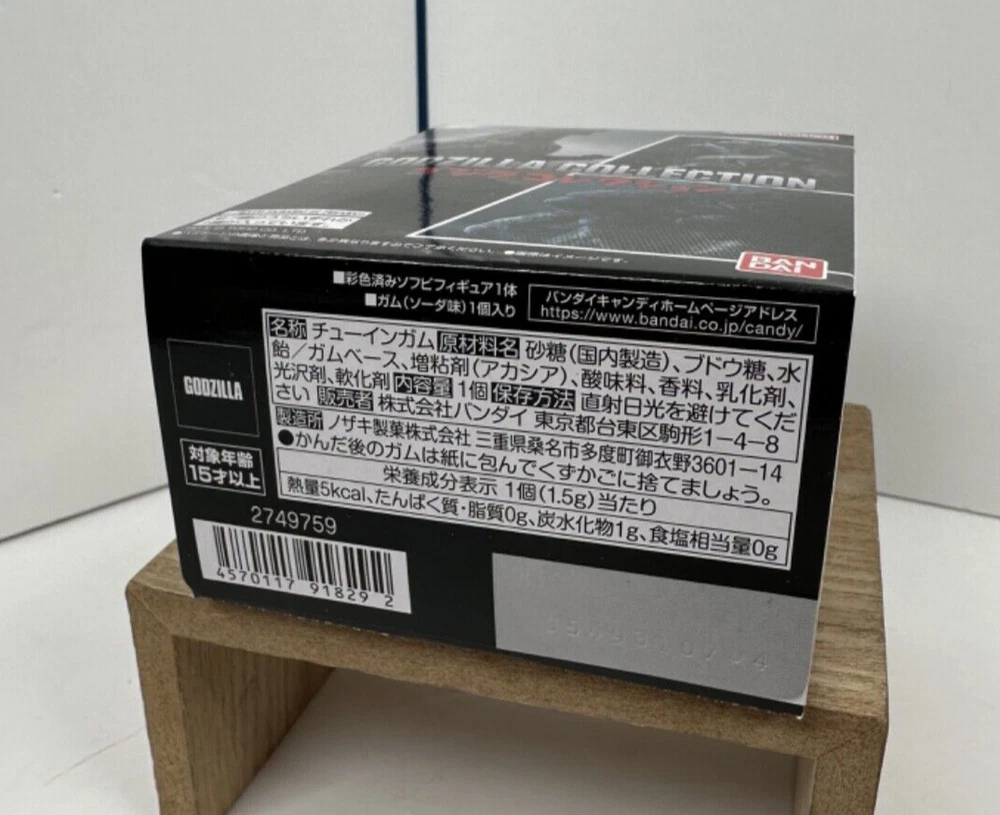 GODZILLA COLLECTION
BAN
DAI
■彩色済みソフビフィギュア1体
■ガム(ソーダ味)1個入り
バンダイキャンディホームページアドレス
https://www.bandai.co.jp/candy/
GODZILLA
対象年齢
15才以上
名称 チューインガム 原材料名 砂糖(国内製造)、ブドウ糖、水
飴/ガムベース、増粘剤(アカシア)、酸味料、香料、乳化剤、
光沢剤、軟化剤 内容量 1個 保存方法 直射日光を避けてくだ
さい 販売者 株式会社バンダイ 東京都台東区駒形1-4-8
製造所 ノザキ製菓株式会社 三重県桑名市多度町御衣野3601-14
●かんだ後のガムは紙に包んでくずかごに捨てましょう。
栄養成分表示 1個(1.5g)当たり
熱量5kcal、たんぱく質・脂質0g、炭水化物1g、食塩相当量0g
2749759
4570117 91829 2